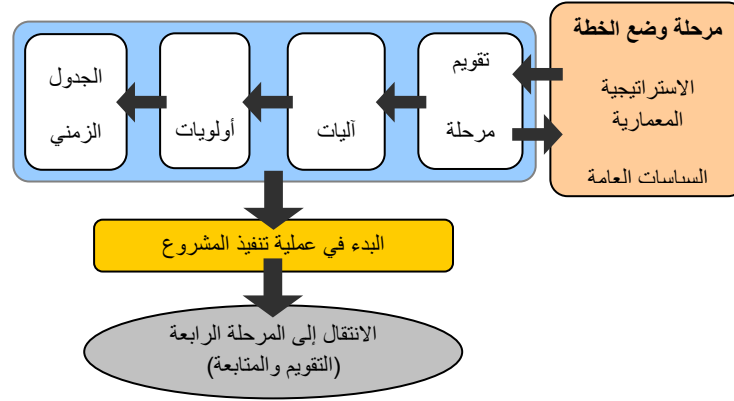 مرحلة وضع الخطة
الاستراتيجية
المعمارية
السياسات العامة
تقويم
مرحلة
آليات
أولويات
الجدول
الزمني
البدء في عملية تنفيذ المشروع
الانتقال إلى المرحلة الرابعة
(التقويم والمتابعة)